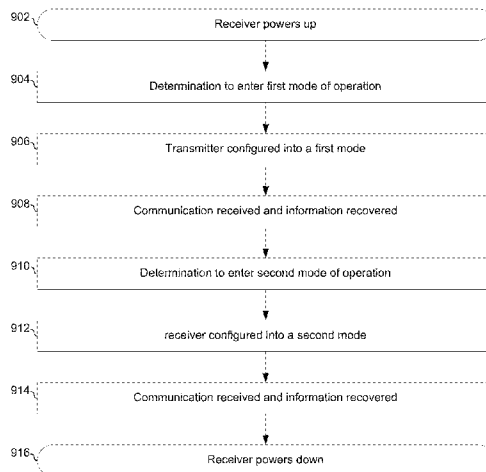 902
Receiver powers up
904
Determination to enter first mode of operation
906
Transmitter configured into a first mode
908
Communication received and information recovered
910
Determination to enter second mode of operation
912
receiver configured into a second mode
914
Communication received and information recovered
916
Receiver powers down